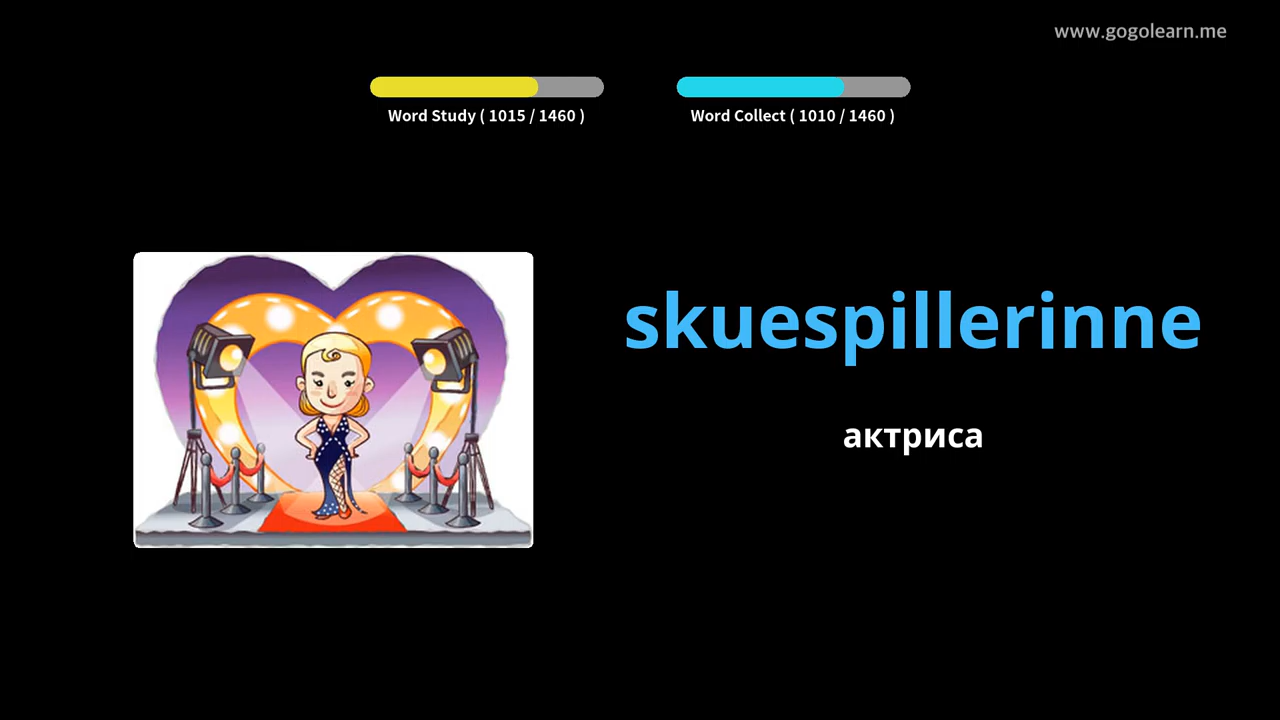 www.gogolearn.me
Word Study ( 1015 / 1460 )
Word Collect ( 1010 / 1460 )
skuespillerinne
актриса